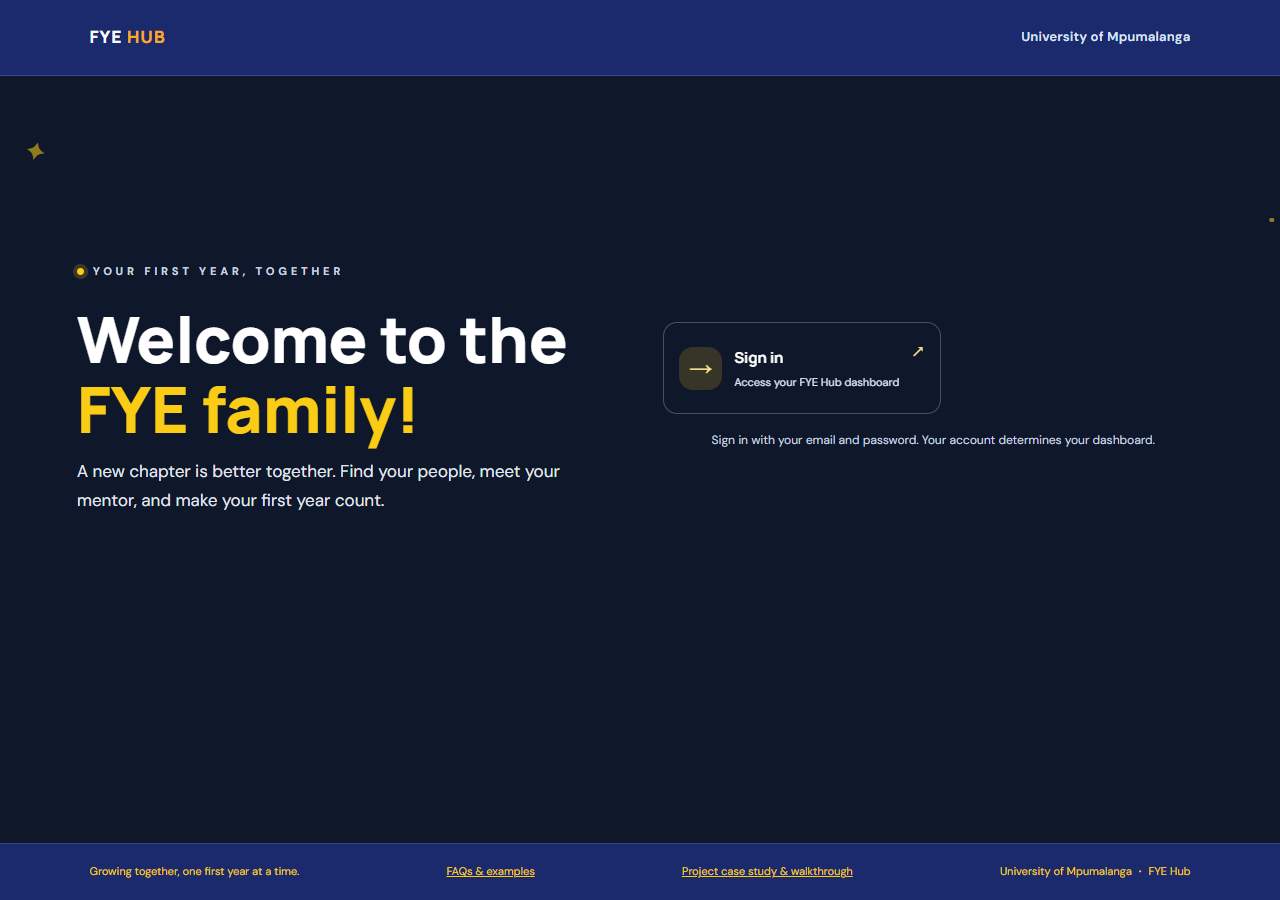 FYE HUB
University of Mpumalanga
YOUR FIRST YEAR, TOGETHER
Welcome to the
FYE family!
A new chapter is better together. Find your people, meet your
mentor, and make your first year count.
→
Sign in
↗
Access your FYE Hub dashboard
Sign in with your email and password. Your account determines your dashboard.
Growing together, one first year at a time.
FAQs & examples
Project case study & walkthrough
University of Mpumalanga · FYE Hub